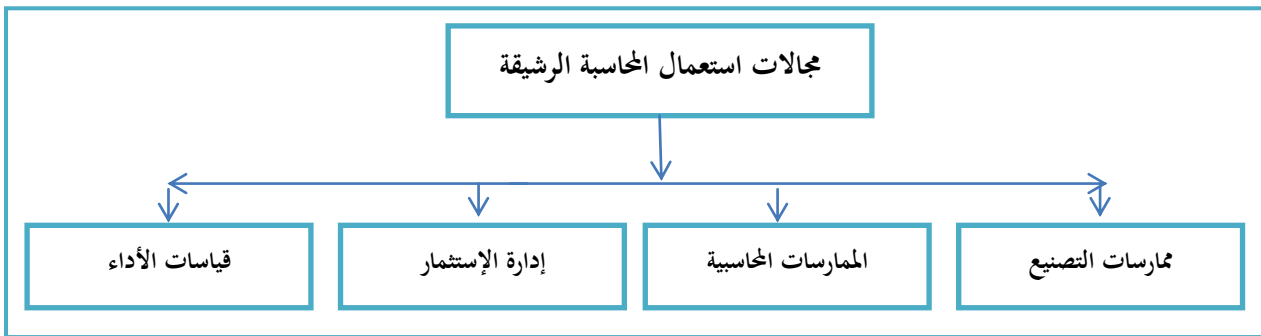 مجالات استعمال المحاسبة الرشيقة
ممارسات التصنيع
الممارسات المحاسبية
إدارة الإستثمار
قياسات الأداء